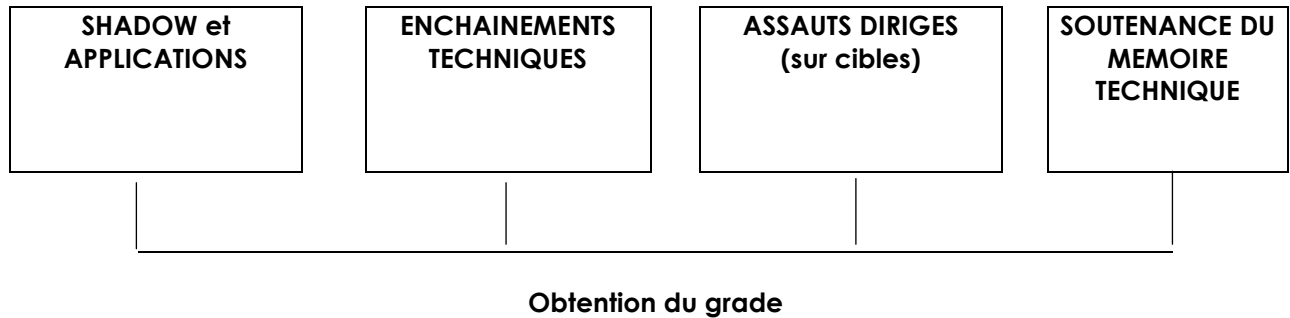 SHADOW et
APPLICATIONS
ENCHAINEMENTS
TECHNIQUES
ASSAUTS DIRIGES
(sur cibles)
SOUTENANCE DU
MEMOIRE
TECHNIQUE
Obtention du grade